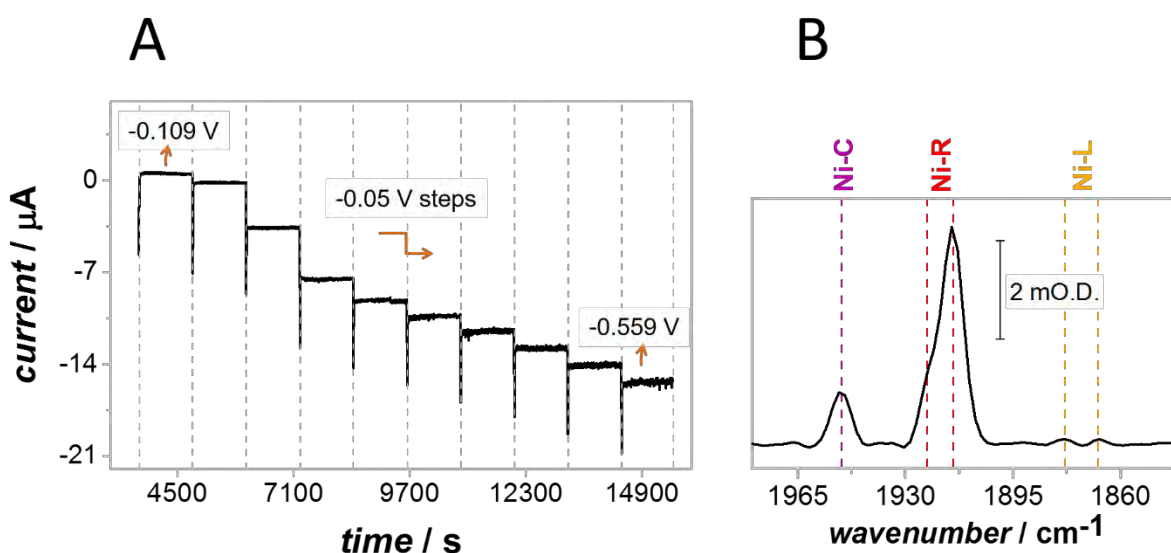 A
-0.109 V
-0.05 V steps
-0.559 V
current / μA
0
-7
-14
-21
4500
7100
9700
12300
14900
time / s
B
Ni-C
Ni-R
Ni-L
2 mO.D.
1965
1930
1895
1860
wavenumber / cm-1